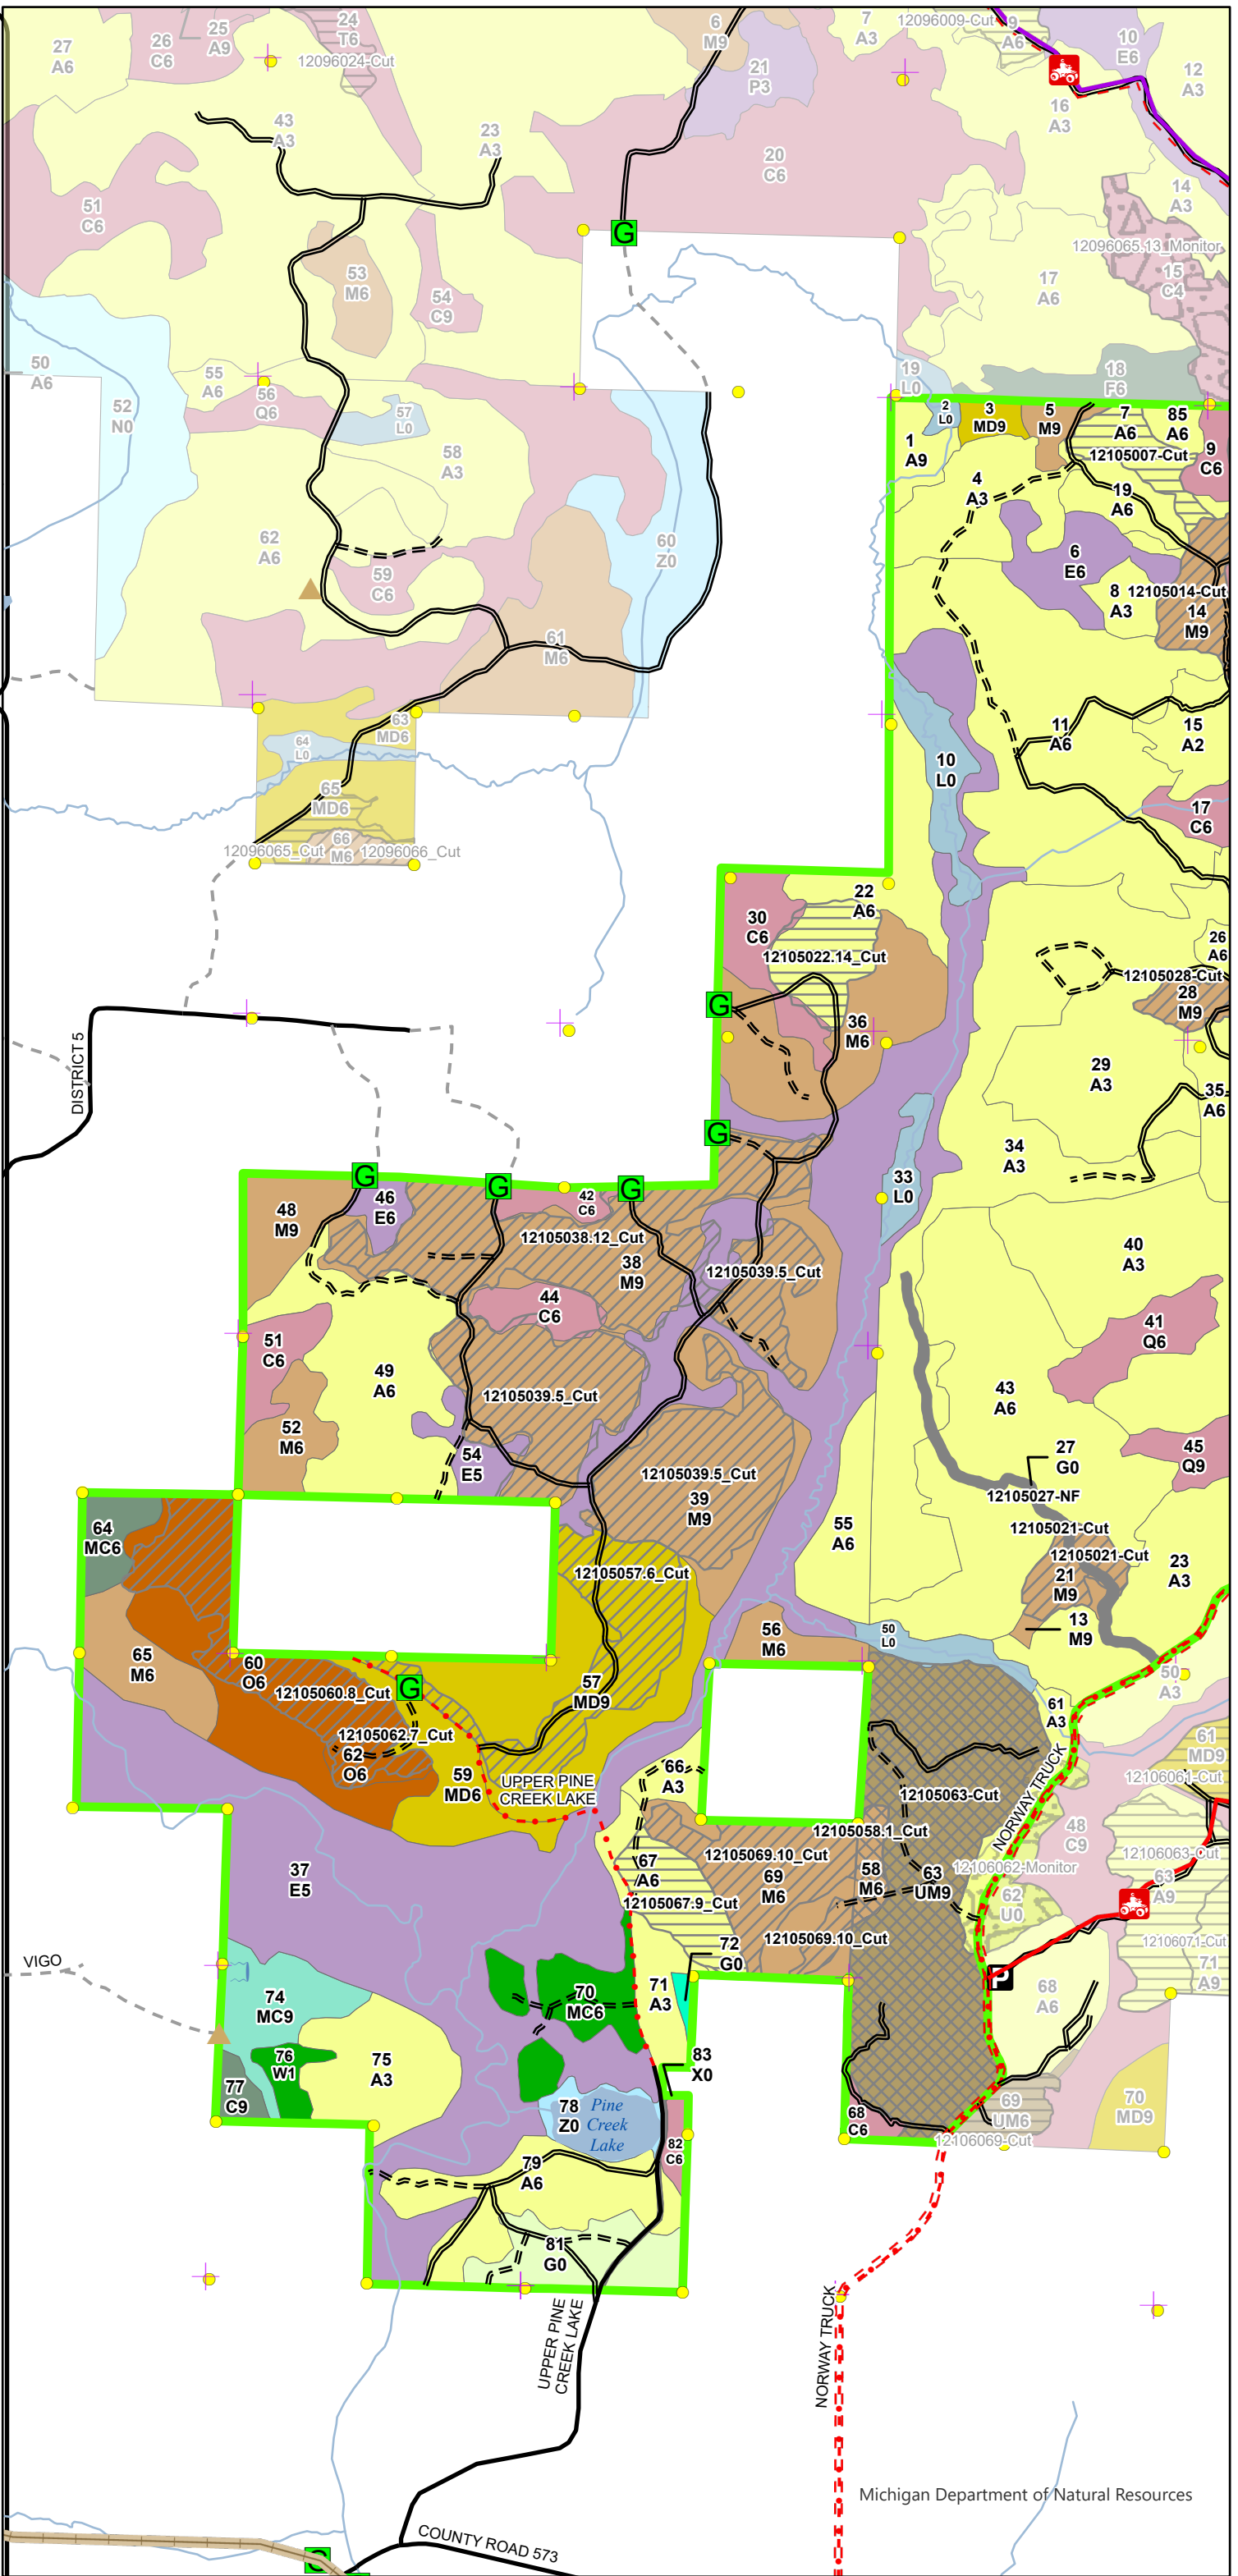 27
A6
26
C6
25
A9
24
T6
12096024-Cut
6
M9
7
A3
12096009-Cut
9
A6
10
E6
12
A3
21
P3
16
A3
43
A3
23
A3
20
C6
14
A3
51
C6
12096065.13_Monitor
15
C4
17
A6
53
M6
54
C9
G
50
A6
52
N0
55
A6
56
Q6
57
L0
58
A3
19
L0
18
F6
2
L0
3
MD9
5
M9
7
A6
85
A6
1
A9
12105007-Cut
9
C6
4
A3
19
A6
62
A6
60
Z0
59
C6
6
E6
8
A3
12105014-Cut
14
M9
61
M6
63
MD6
64
L0
65
MD6
66
M6
12096065_Cut
12096066_Cut
11
A6
15
A2
10
L0
17
C6
22
A6
30
C6
12105022.14_Cut
26
A6
12105028-Cut
28
M9
G
36
M6
DISTRICT 5
29
A3
35
A6
G
34
A3
33
L0
G
G
G
46
E6
42
C6
48
M9
12105038.12_Cut
38
M9
12105039.5_Cut
40
A3
44
C6
41
Q6
51
C6
49
A6
12105039.5_Cut
43
A6
52
M6
54
E5
12105039.5_Cut
39
M9
27
G0
12105027-NF
45
Q9
64
MC6
12105021-Cut
12105021-Cut
21
M9
55
A6
23
A3
12105057.6_Cut
13
M9
56
M6
50
L0
65
M6
60
O6
12105060.8_Cut
G
57
MD9
50
A3
61
A3
12105062.7_Cut
62
O6
59
MD6
UPPER PINE
CREEK LAKE
66
A3
61
MD9
12106061-Cut
NORWAY TRUCK
12105063-Cut
12105058.1_Cut
48
C9
12106063-Cut
63
A9
12105069.10_Cut
69
M6
58
M6
63
UM9
12106062-Monitor
62
U0
67
A6
12105067.9_Cut
37
E5
12105069.10_Cut
12106071_Cut
71
A9
72
G0
VIGO
P
68
A6
74
MC9
70
MC6
71
A3
76
W1
75
A3
77
C9
83
X0
78
Z0
Pine
Creek
Lake
68
C6
69
UM6
12106069-Cut
70
MD9
82
C6
79
A6
81
G0
UPPER PINE
CREEK LAKE
NORWAY TRUCK
Michigan Department of Natural Resources
COUNTY ROAD 573
G